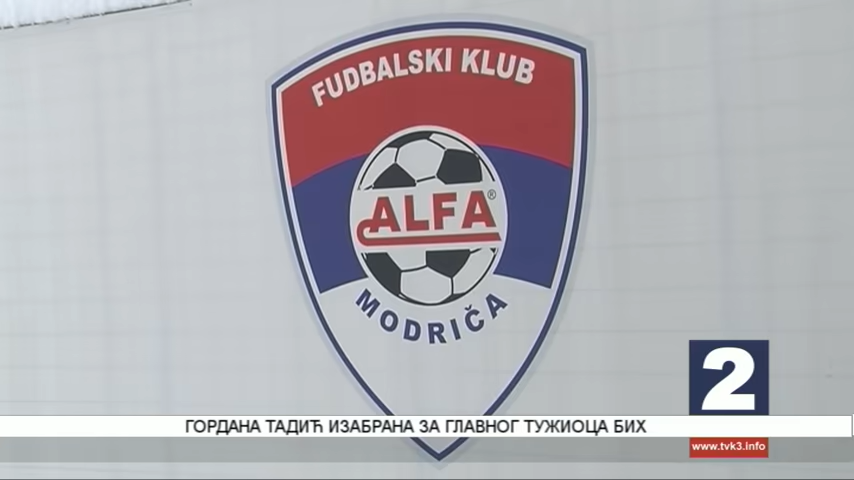 FUDBALSKI KLUB
ALFA®
MODRIČA
2
ГОРДАНА ТАДИЋ ИЗАБРАНА ЗА ГЛАВНОГ ТУЖИОЦА БИХ
www.tvk3.info